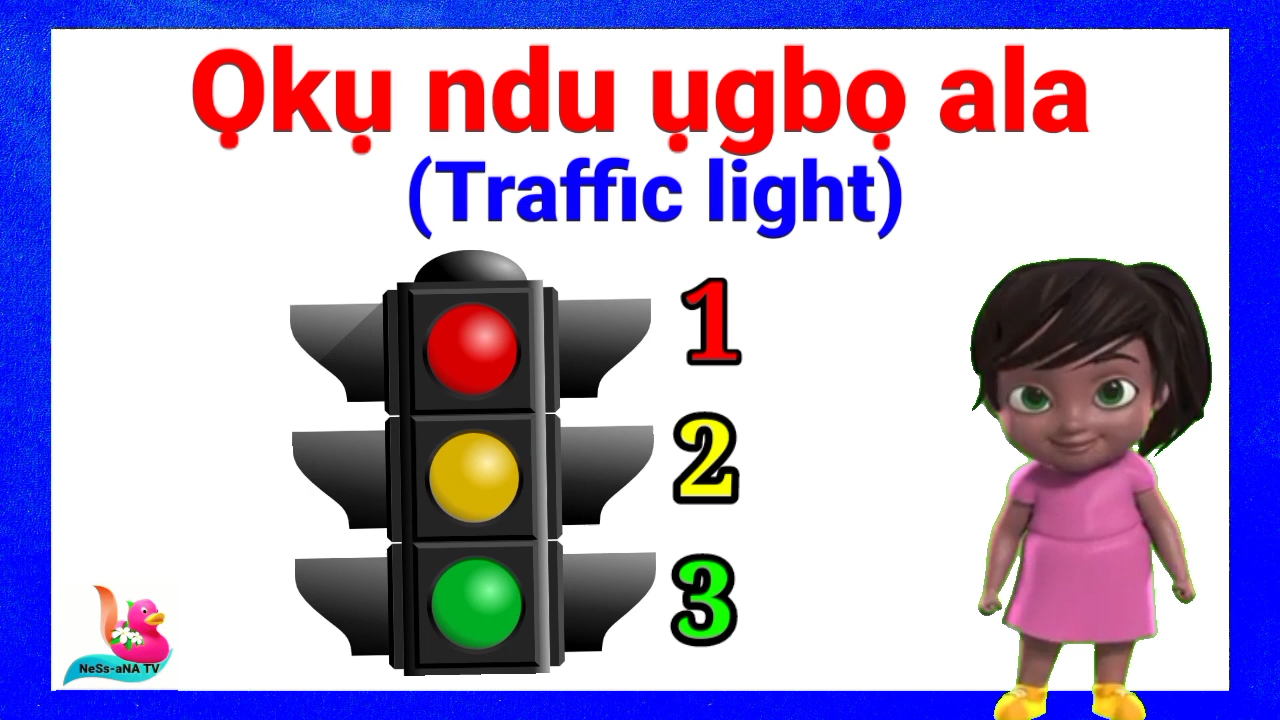 Ọkụ ndu ụgbọ ala
(Traffic light)
1
2
3
NeSs-aNA TV